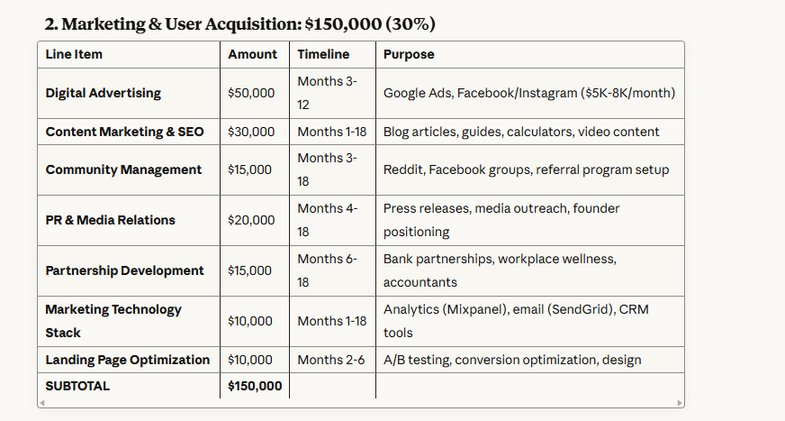 2. Marketing & User Acquisition: $150,000 (30%)
Line Item Amount Timeline Purpose
Digital Advertising $50,000 Months 3-12 Google Ads, Facebook/Instagram ($5K-8K/month)
Content Marketing & SEO $30,000 Months 1-18 Blog articles, guides, calculators, video content
Community Management $15,000 Months 3-18 Reddit, Facebook groups, referral program setup
PR & Media Relations $20,000 Months 4-18 Press releases, media outreach, founder positioning
Partnership Development $15,000 Months 6-18 Bank partnerships, workplace wellness, accountants
Marketing Technology Stack $10,000 Months 1-18 Analytics (Mixpanel), email (SendGrid), CRM tools
Landing Page Optimization $10,000 Months 2-6 A/B testing, conversion optimization, design
SUBTOTAL $150,000